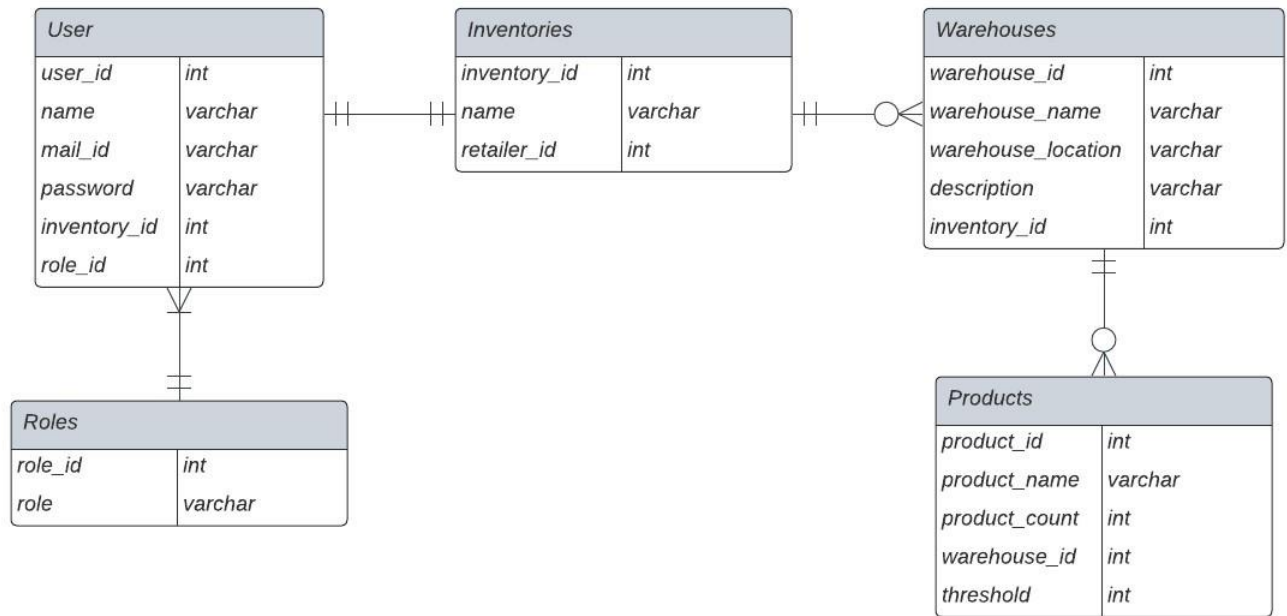 User
user_id int
name varchar
mail_id varchar
password varchar
inventory_id int
role_id int
Inventories
inventory_id int
name varchar
retailer_id int
Warehouses
warehouse_id int
warehouse_name varchar
warehouse_location varchar
description varchar
inventory_id int
Roles
role_id int
role varchar
Products
product_id int
product_name varchar
product_count int
warehouse_id int
threshold int